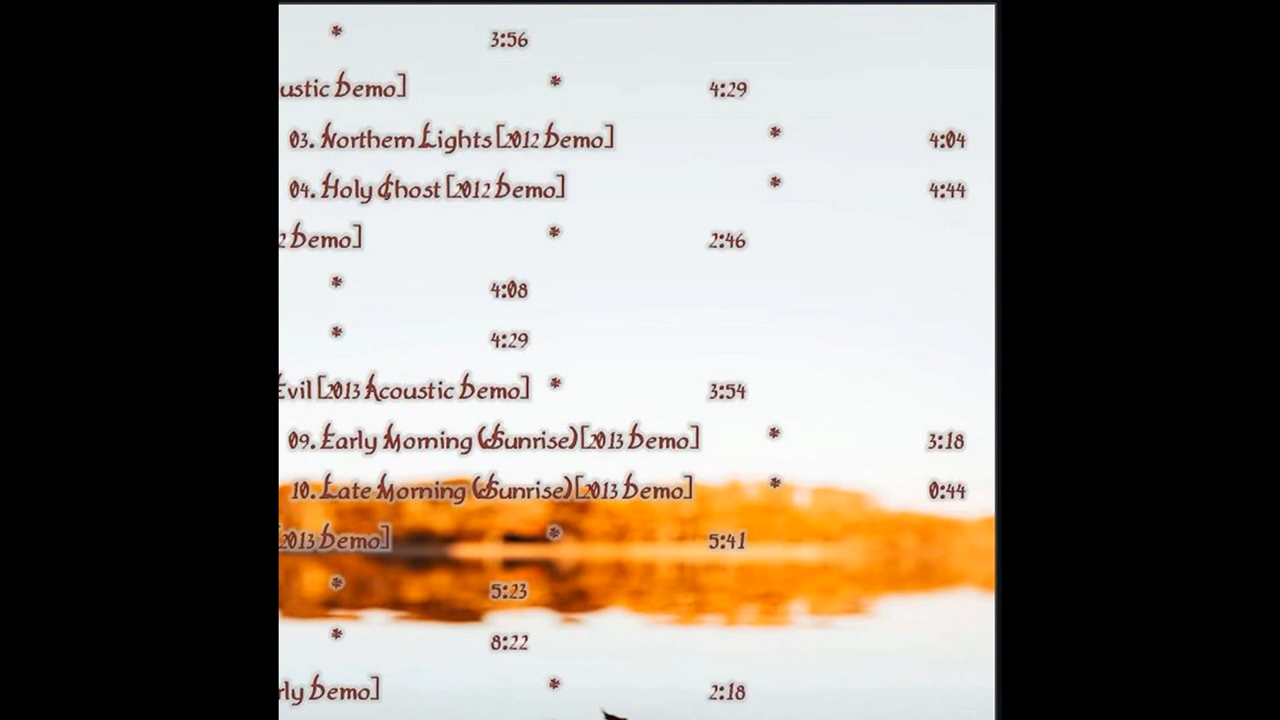 * 3:56
ustic Demo] * 4:29
03. Northern Lights [2012 Demo] * 4:04
04. Holy Ghost [2012 Demo] * 4:44
2 Demo] * 2:46
* 4:08
* 4:29
Evil [2013 Acoustic Demo] * 3:54
09. Early Morning (Sunrise) [2013 Demo] * 3:18
10. Late Morning (Sunrise) [2013 Demo] * 0:44
[2013 Demo] * 5:41
* 5:23
* 8:22
rly Demo] * 2:18